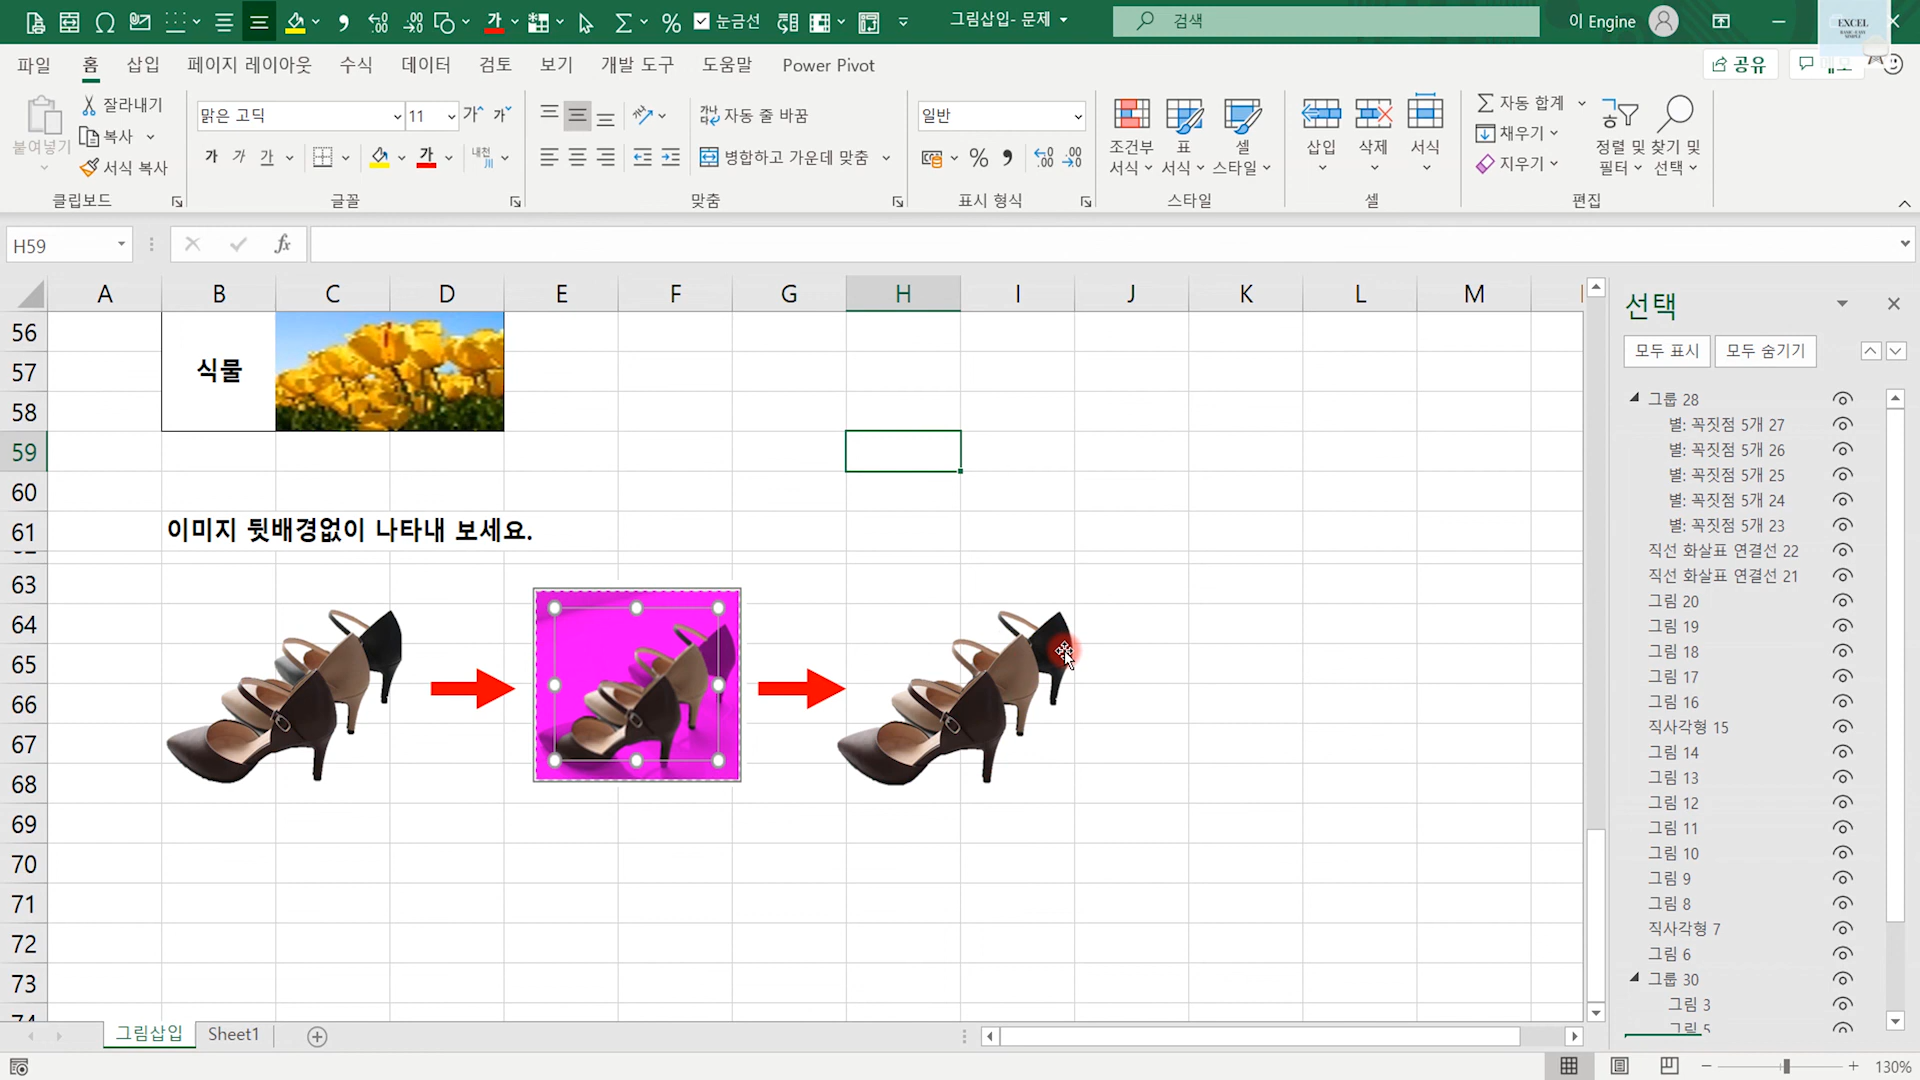 눈금선
그림삽입- 문제
검색
이 Engine
EXCEL
파일 홈 삽입 페이지 레이아웃 수식 데이터 검토 보기 개발 도구 도움말 Power Pivot
공유
붙여넣기
잘라내기
복사
서식 복사
클립보드
맑은 고딕 11
가 가 가 가 내천
글꼴
자동 줄 바꿈
병합하고 가운데 맞춤
맞춤
일반
표시 형식
조건부 서식
표 서식
셀 스타일
스타일
삽입 삭제 서식
셀
자동 합계
채우기
지우기
정렬 및 필터
찾기 및 선택
편집
H59
fx
A B C D E F G H I J K L M
56
57
58
59
60
61
63
64
65
66
67
68
69
70
71
72
73
74
식물
이미지 뒷배경없이 나타내 보세요.
선택
모두 표시 모두 숨기기
그룹 28
별: 꼭짓점 5개 27
별: 꼭짓점 5개 26
별: 꼭짓점 5개 25
별: 꼭짓점 5개 24
별: 꼭짓점 5개 23
직선 화살표 연결선 22
직선 화살표 연결선 21
그림 20
그림 19
그림 18
그림 17
그림 16
직사각형 15
그림 14
그림 13
그림 12
그림 11
그림 10
그림 9
그림 8
직사각형 7
그림 6
그룹 30
그림 3
그림 5
그림삽입 Sheet1
130%